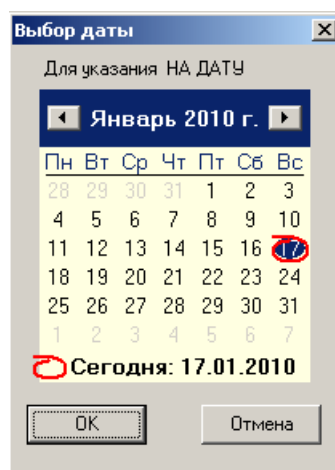 Выбор даты
Для указания НА ДАТУ
Январь 2010 г.
Пн Вт Ср Чт Пт Сб Вс
28 29 30 31 1 2 3
4 5 6 7 8 9 10
11 12 13 14 15 16 17
18 19 20 21 22 23 24
25 26 27 28 29 30 31
1 2 3 4 5 6 7
Сегодня: 17.01.2010
OK Отмена